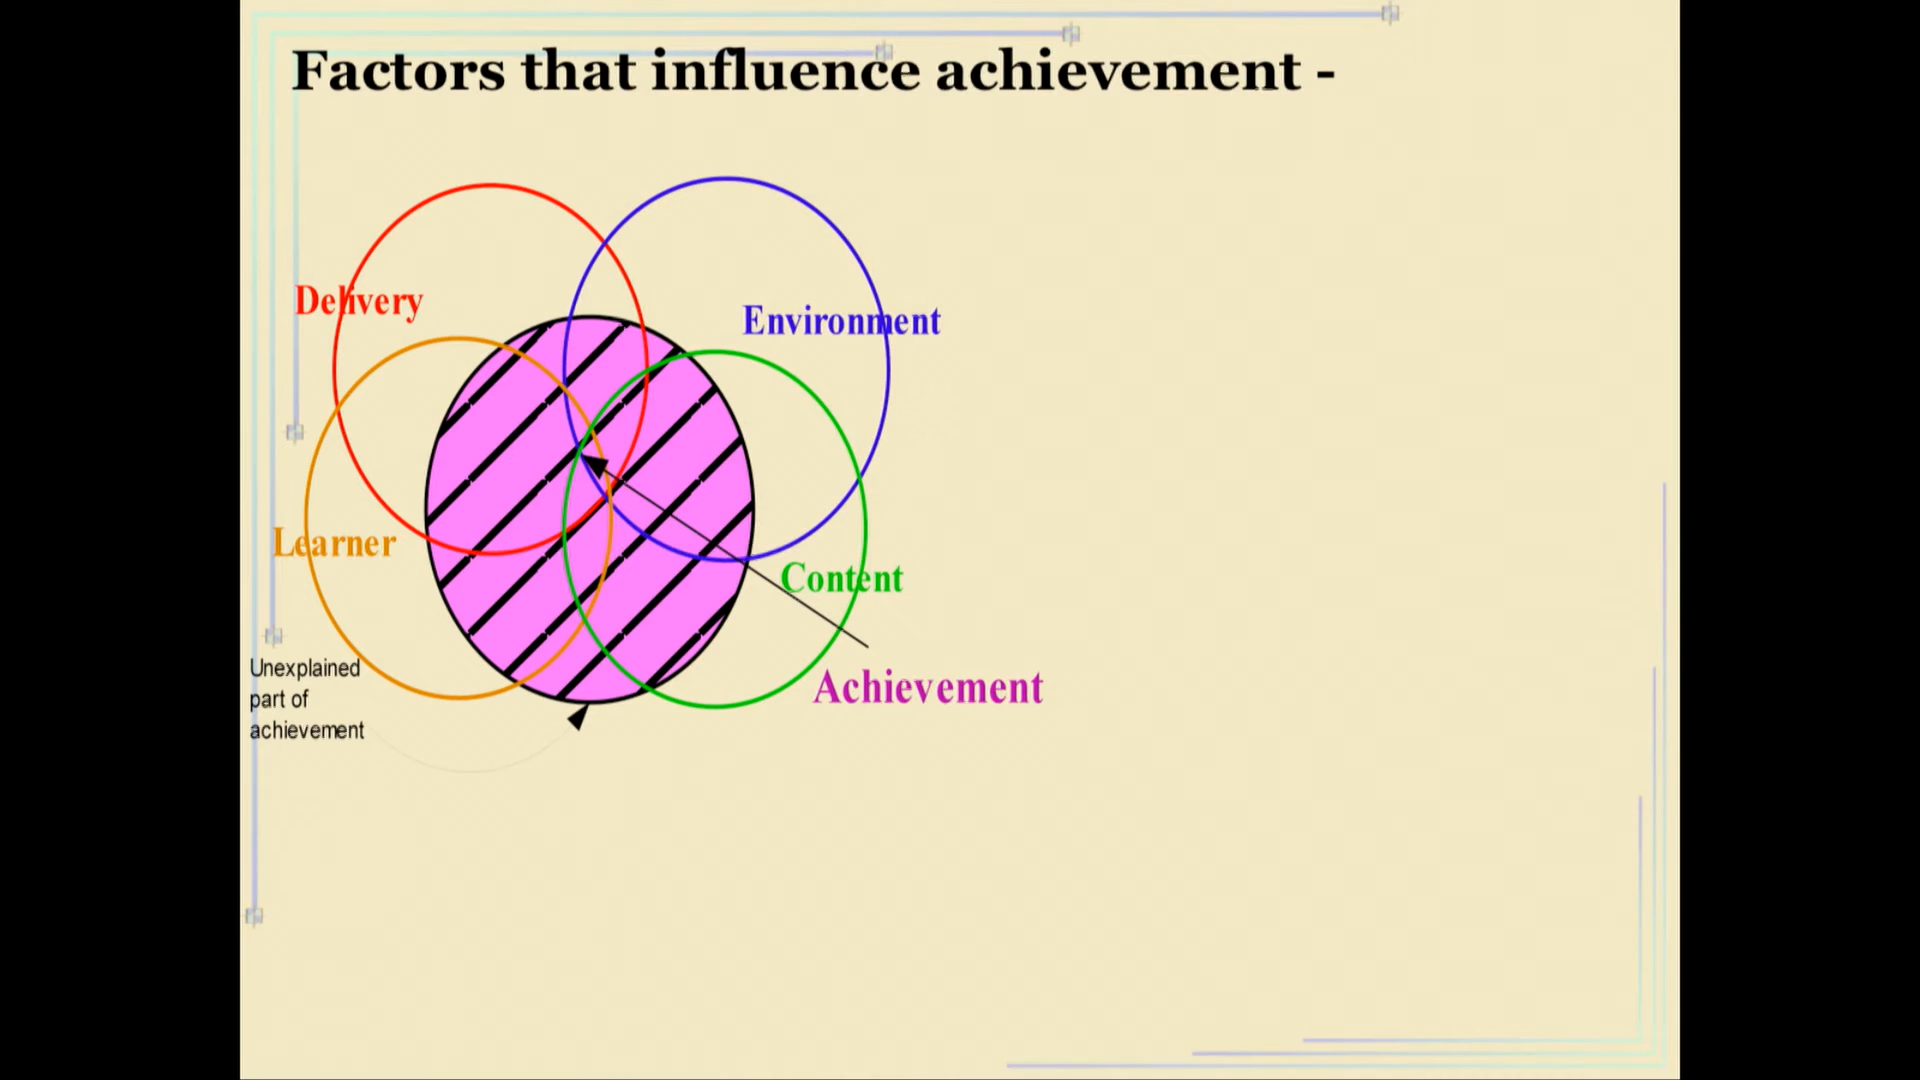 Factors that influence achievement -
Delivery
Environment
Learner
Content
Unexplained
part of
achievement
Achievement